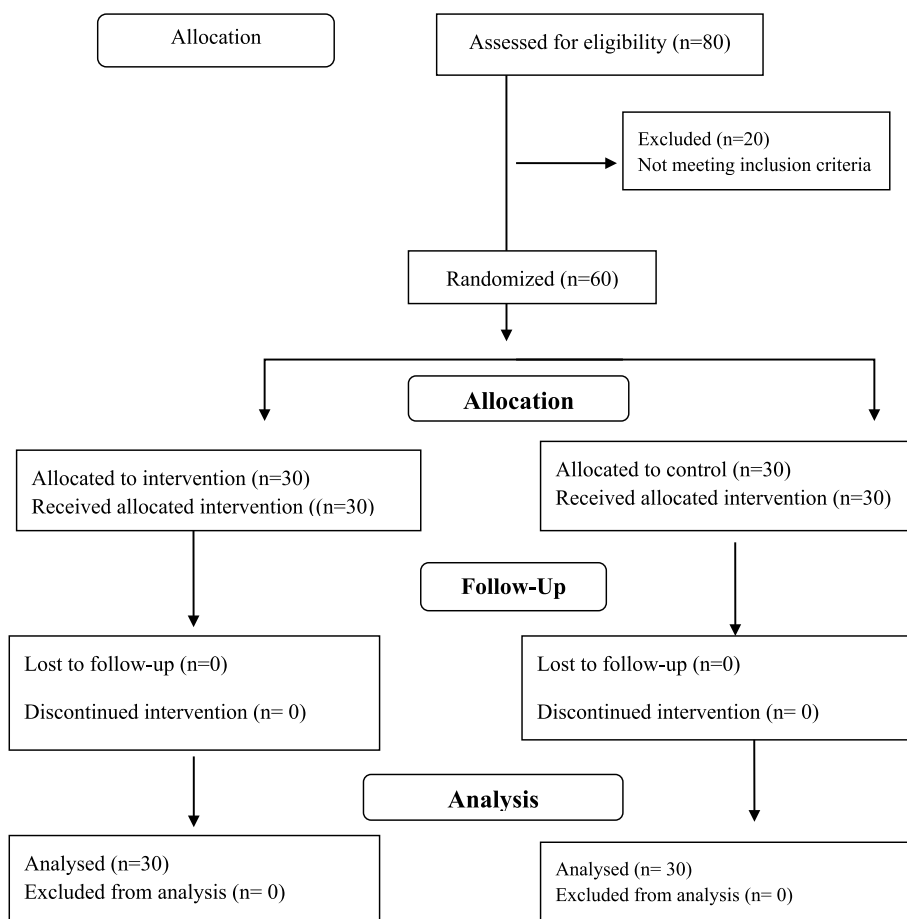 Allocation
Assessed for eligibility (n=80)
Excluded (n=20)
Not meeting inclusion criteria
Randomized (n=60)
Allocation
Allocated to intervention (n=30)
Received allocated intervention ((n=30)
Allocated to control (n=30)
Received allocated intervention (n=30)
Follow-Up
Lost to follow-up (n=0)
Discontinued intervention (n= 0)
Lost to follow-up (n=0)
Discontinued intervention (n= 0)
Analysis
Analysed (n=30)
Excluded from analysis (n= 0)
Analysed (n= 30)
Excluded from analysis (n= 0)